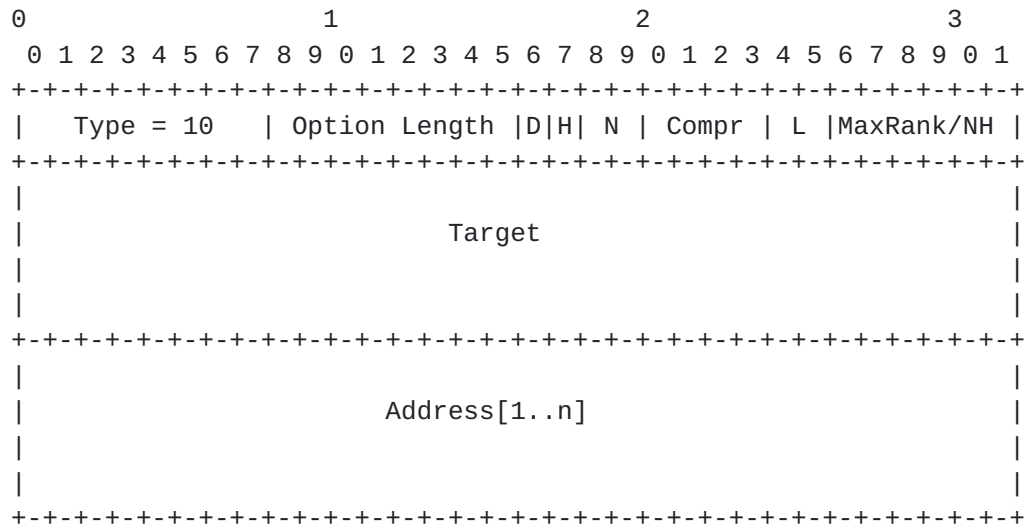 0                   1                   2                   3
 0 1 2 3 4 5 6 7 8 9 0 1 2 3 4 5 6 7 8 9 0 1 2 3 4 5 6 7 8 9 0 1
+-+-+-+-+-+-+-+-+-+-+-+-+-+-+-+-+-+-+-+-+-+-+-+-+-+-+-+-+-+-+-+-+
|   Type = 10   | Option Length |D|H| N | Compr | L |MaxRank/NH |
+-+-+-+-+-+-+-+-+-+-+-+-+-+-+-+-+-+-+-+-+-+-+-+-+-+-+-+-+-+-+-+-+
|                                                               |
|                           Target                              |
|                                                               |
|                                                               |
+-+-+-+-+-+-+-+-+-+-+-+-+-+-+-+-+-+-+-+-+-+-+-+-+-+-+-+-+-+-+-+-+
|                                                               |
|                       Address[1..n]                           |
|                                                               |
|                                                               |
+-+-+-+-+-+-+-+-+-+-+-+-+-+-+-+-+-+-+-+-+-+-+-+-+-+-+-+-+-+-+-+-+